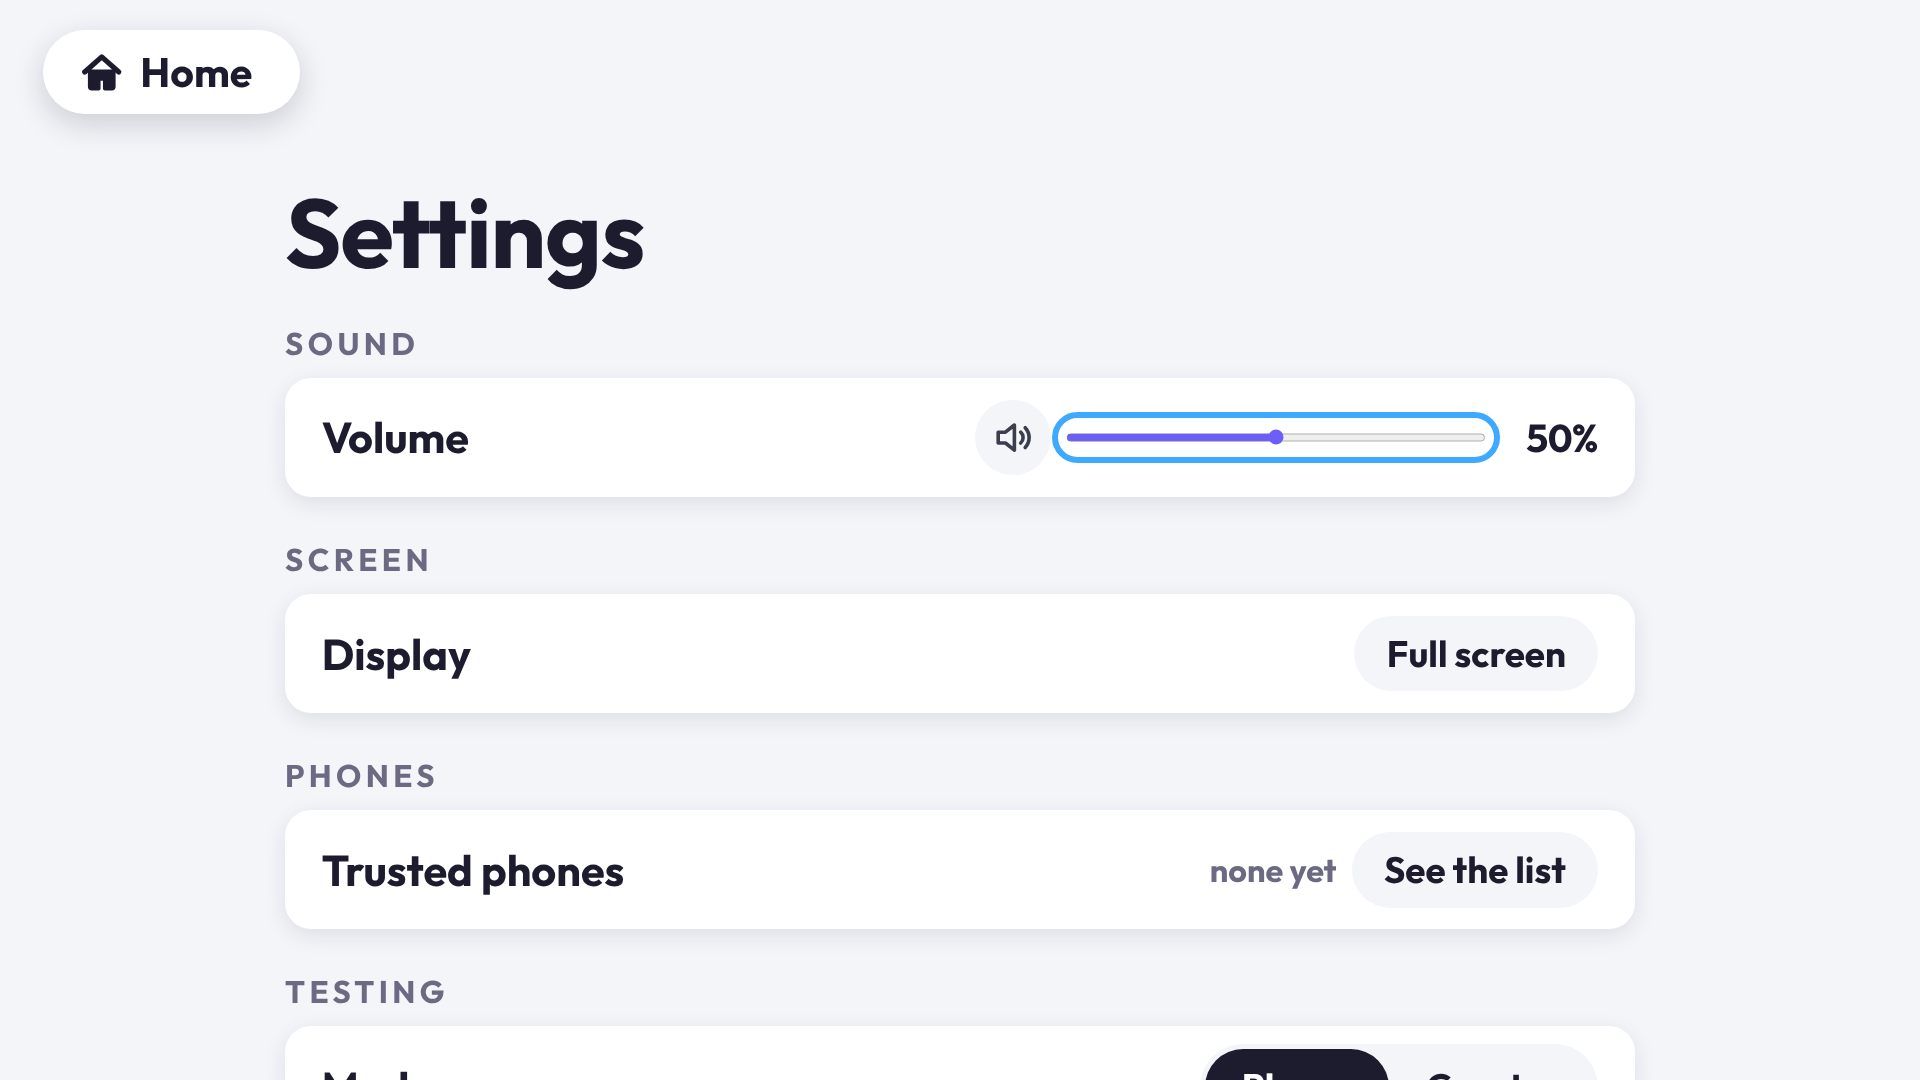 Home
Settings
SOUND
Volume 50%
SCREEN
Display Full screen
PHONES
Trusted phones none yet See the list
TESTING